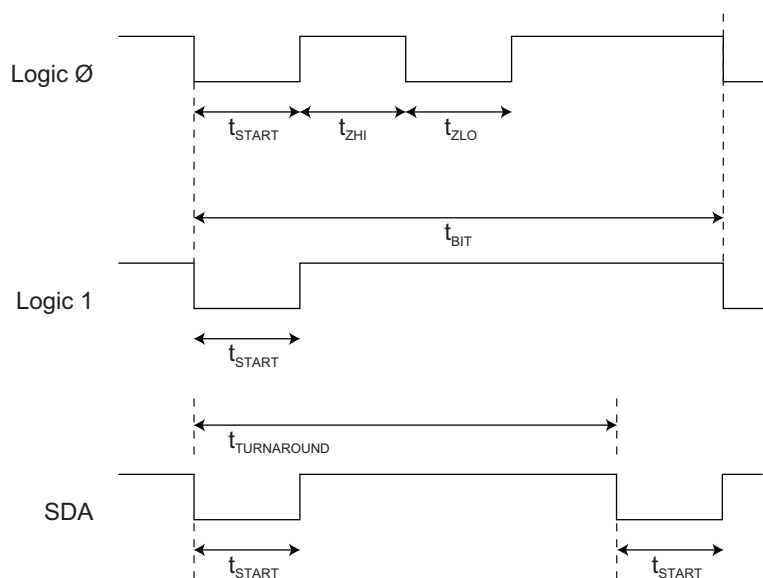 Logic Ø
tSTART tZHI tZLO
tBIT
Logic 1
tSTART
tTURNAROUND
SDA
tSTART tSTART